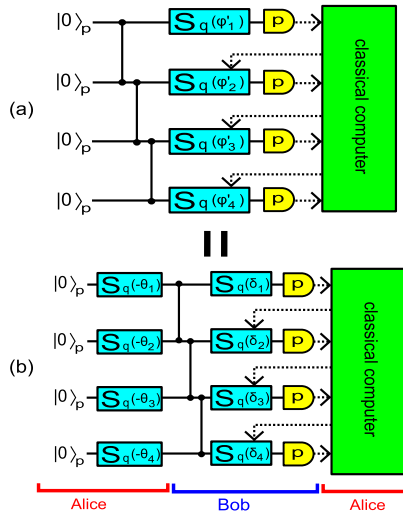 |0⟩p Sq(φ'1) p
|0⟩p Sq(φ'2) p
(a)
|0⟩p Sq(φ'3) p
|0⟩p Sq(φ'4) p
classical computer
=
|0⟩p Sq(-θ1) Sq(δ1) p
|0⟩p Sq(-θ2) Sq(δ2) p
(b)
|0⟩p Sq(-θ3) Sq(δ3) p
|0⟩p Sq(-θ4) Sq(δ4) p
classical computer
Alice Bob Alice